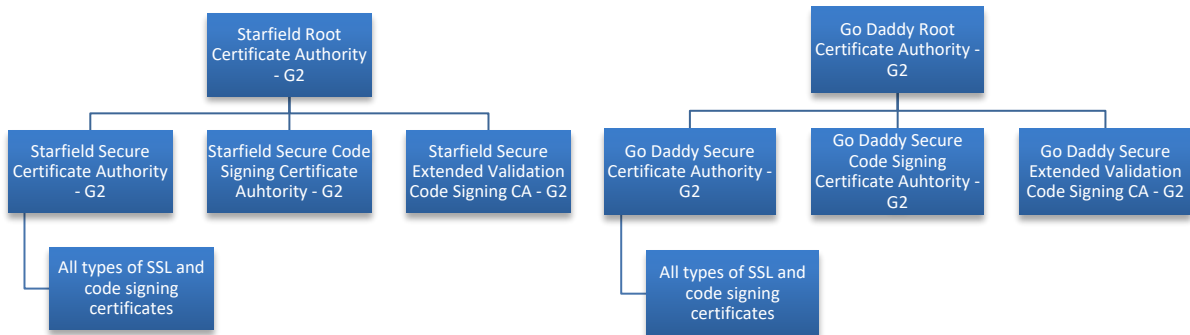 Starfield Root
Certificate Authority
- G2
Starfield Secure
Certificate Authority
- G2
Starfield Secure Code
Signing Certificate
Auhtority - G2
Starfield Secure
Extended Validation
Code Signing CA - G2
All types of SSL and
code signing
certificates
Go Daddy Root
Certificate Authority -
G2
Go Daddy Secure
Certificate Authority -
G2
Go Daddy Secure
Code Signing
Certificate Auhtority -
G2
Go Daddy Secure
Extended Validation
Code Signing CA - G2
All types of SSL and
code signing
certificates